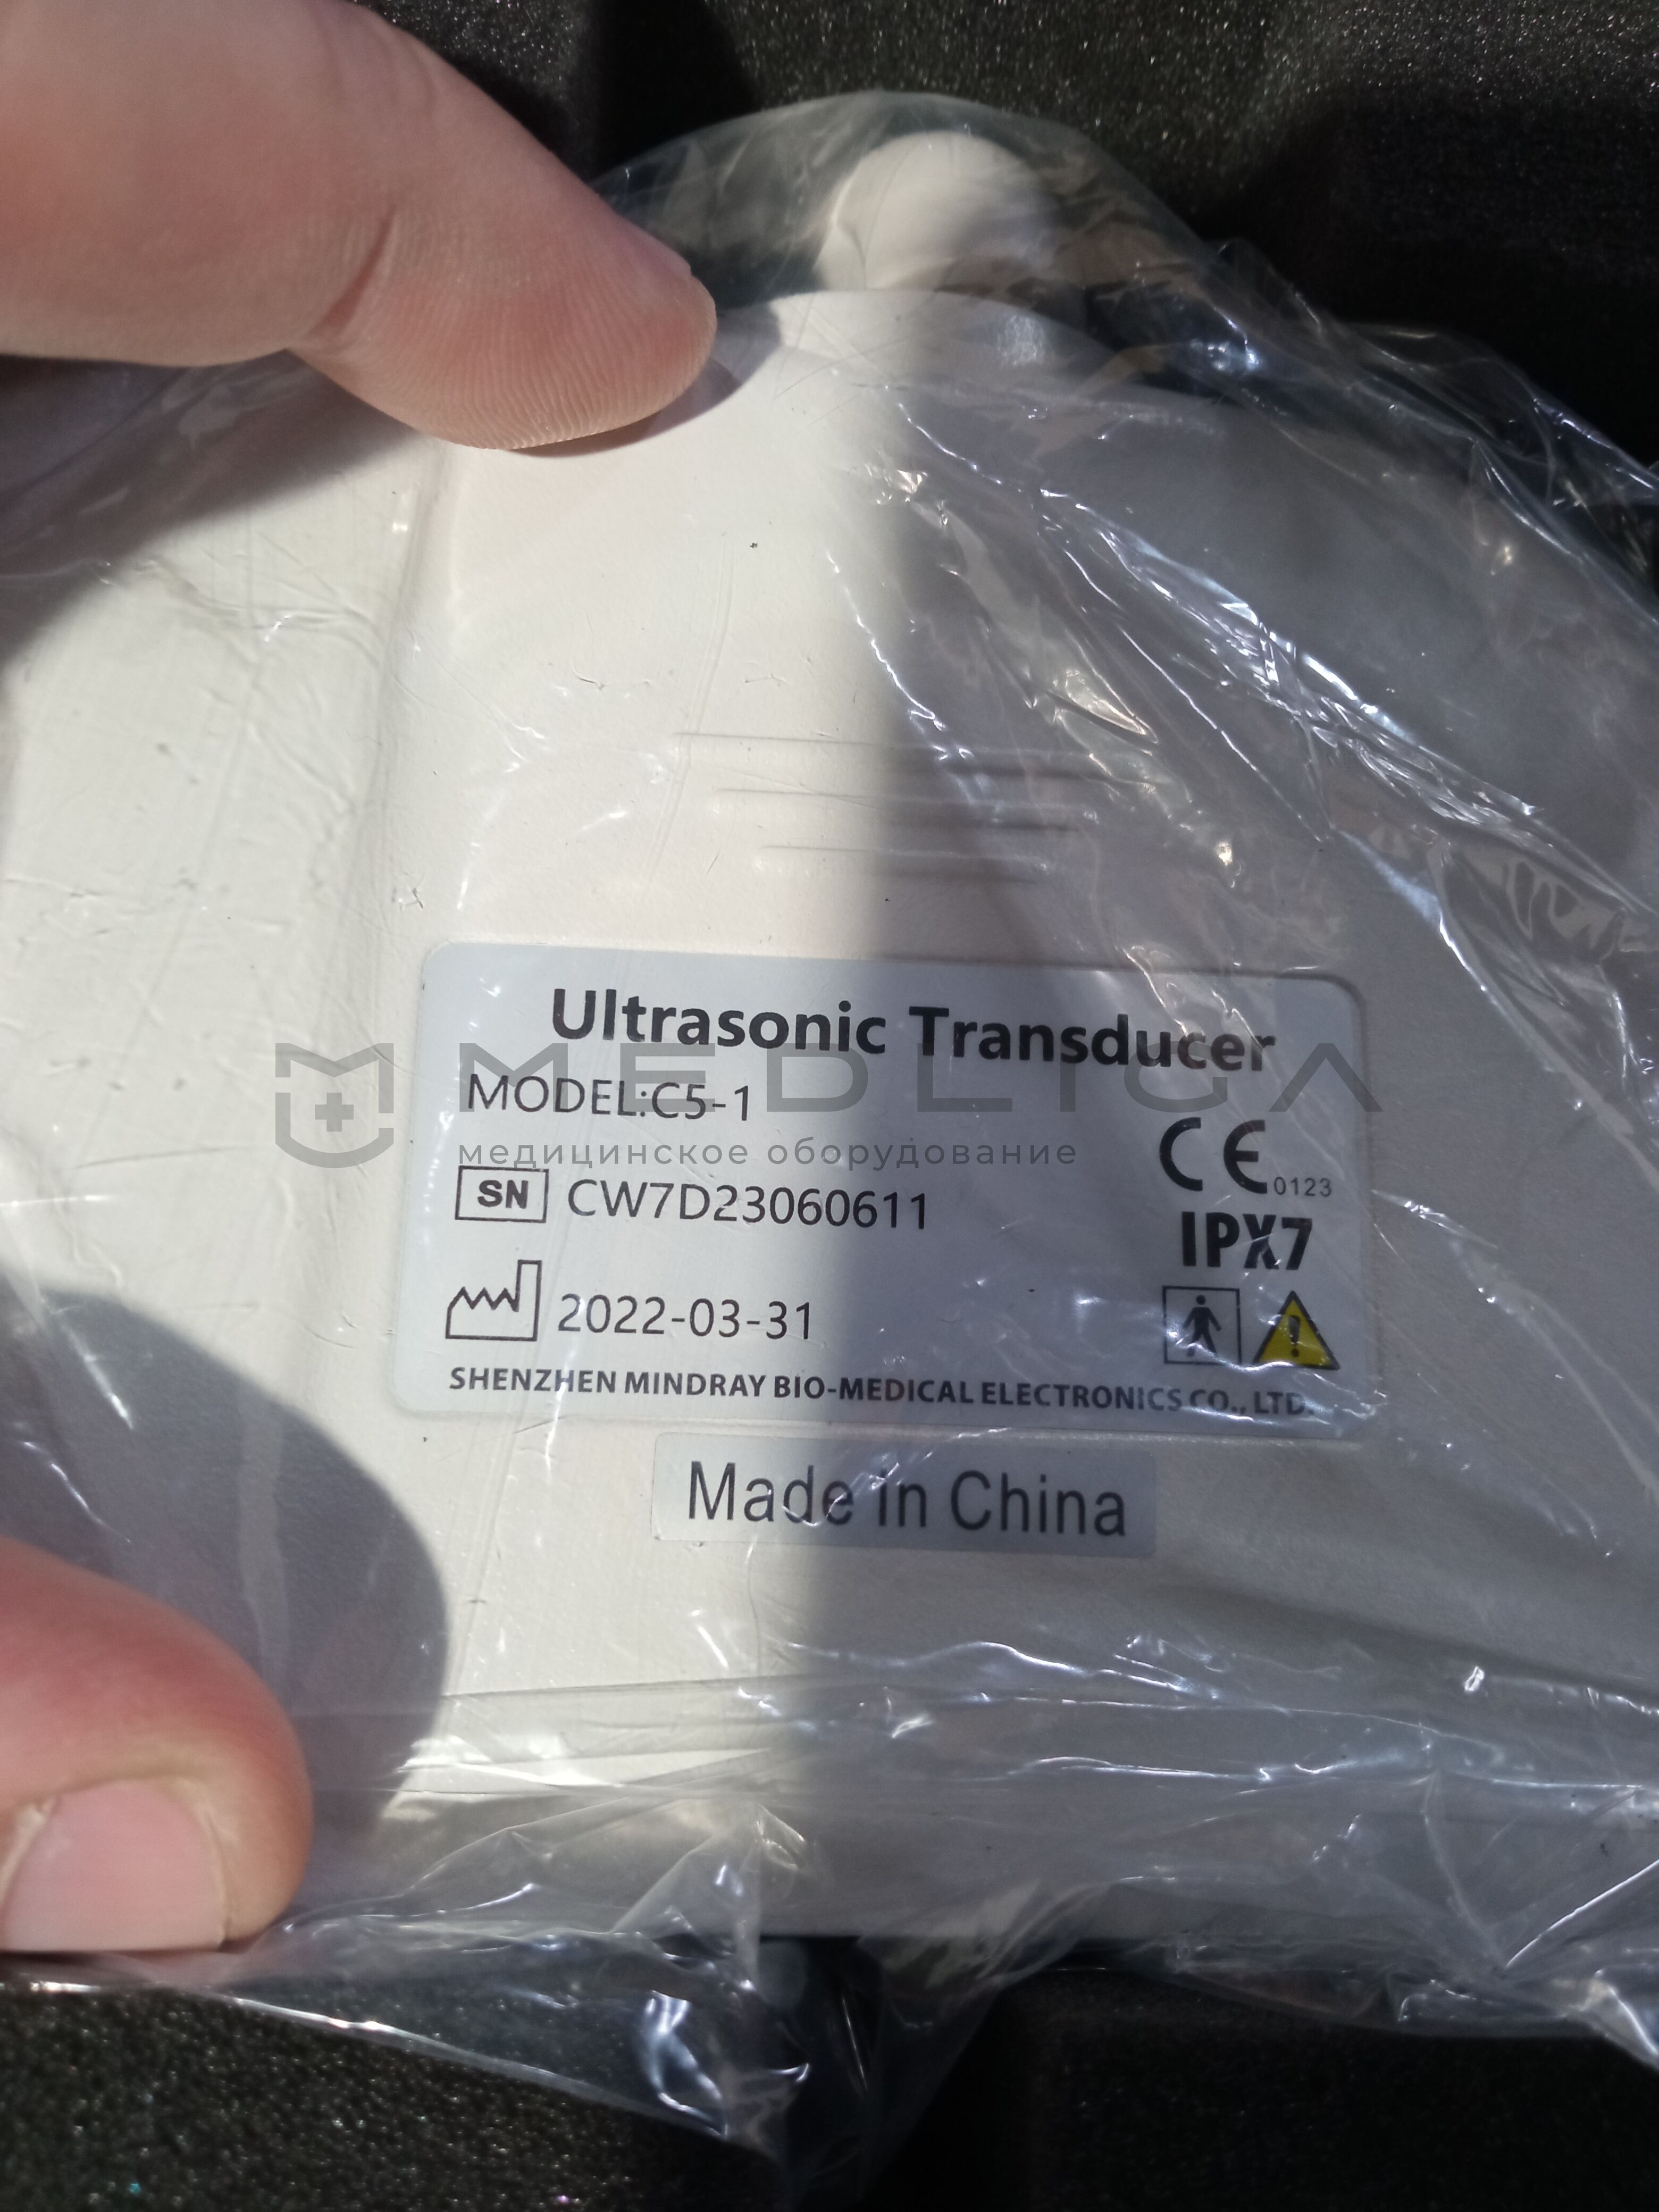 Ultrasonic Transducer
MEDLIGA
MODEL:C5-1
медицинское оборудование
CE 0123
SN CW7D23060611
IPX7
2022-03-31
SHENZHEN MINDRAY BIO-MEDICAL ELECTRONICS CO., LTD.
Made in China